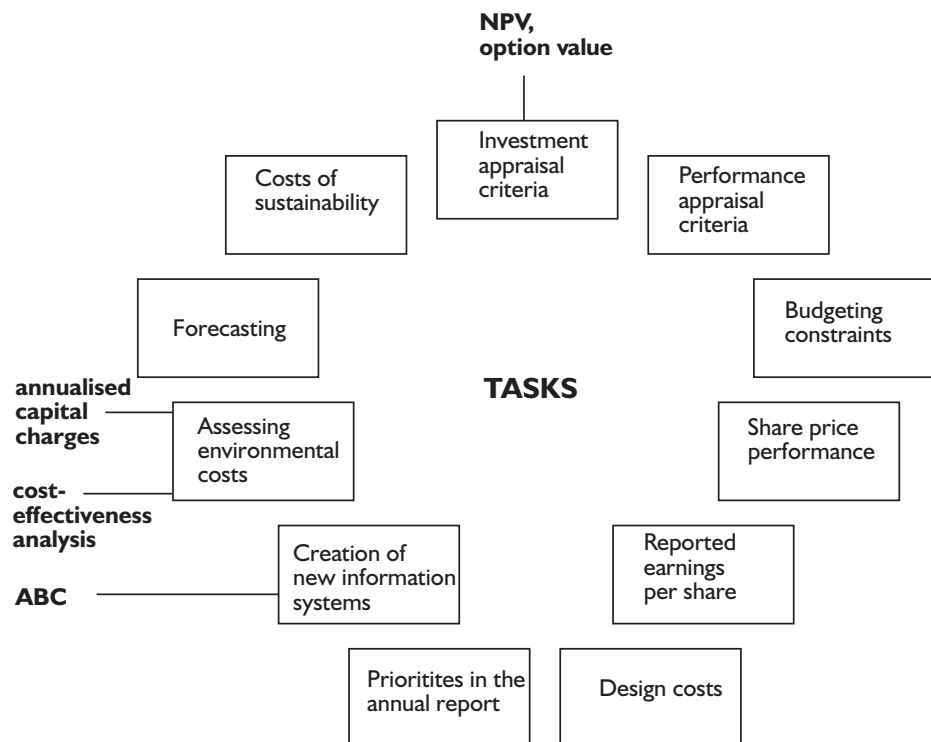 NPV,
option value
Investment
appraisal
criteria
Costs of
sustainability
Performance
appraisal
criteria
Forecasting
Budgeting
constraints
TASKS
annualised
capital
charges
Assessing
environmental
costs
Share price
performance
cost-
effectiveness
analysis
Creation of
new information
systems
Reported
earnings
per share
ABC
Prioritites in the
annual report
Design costs